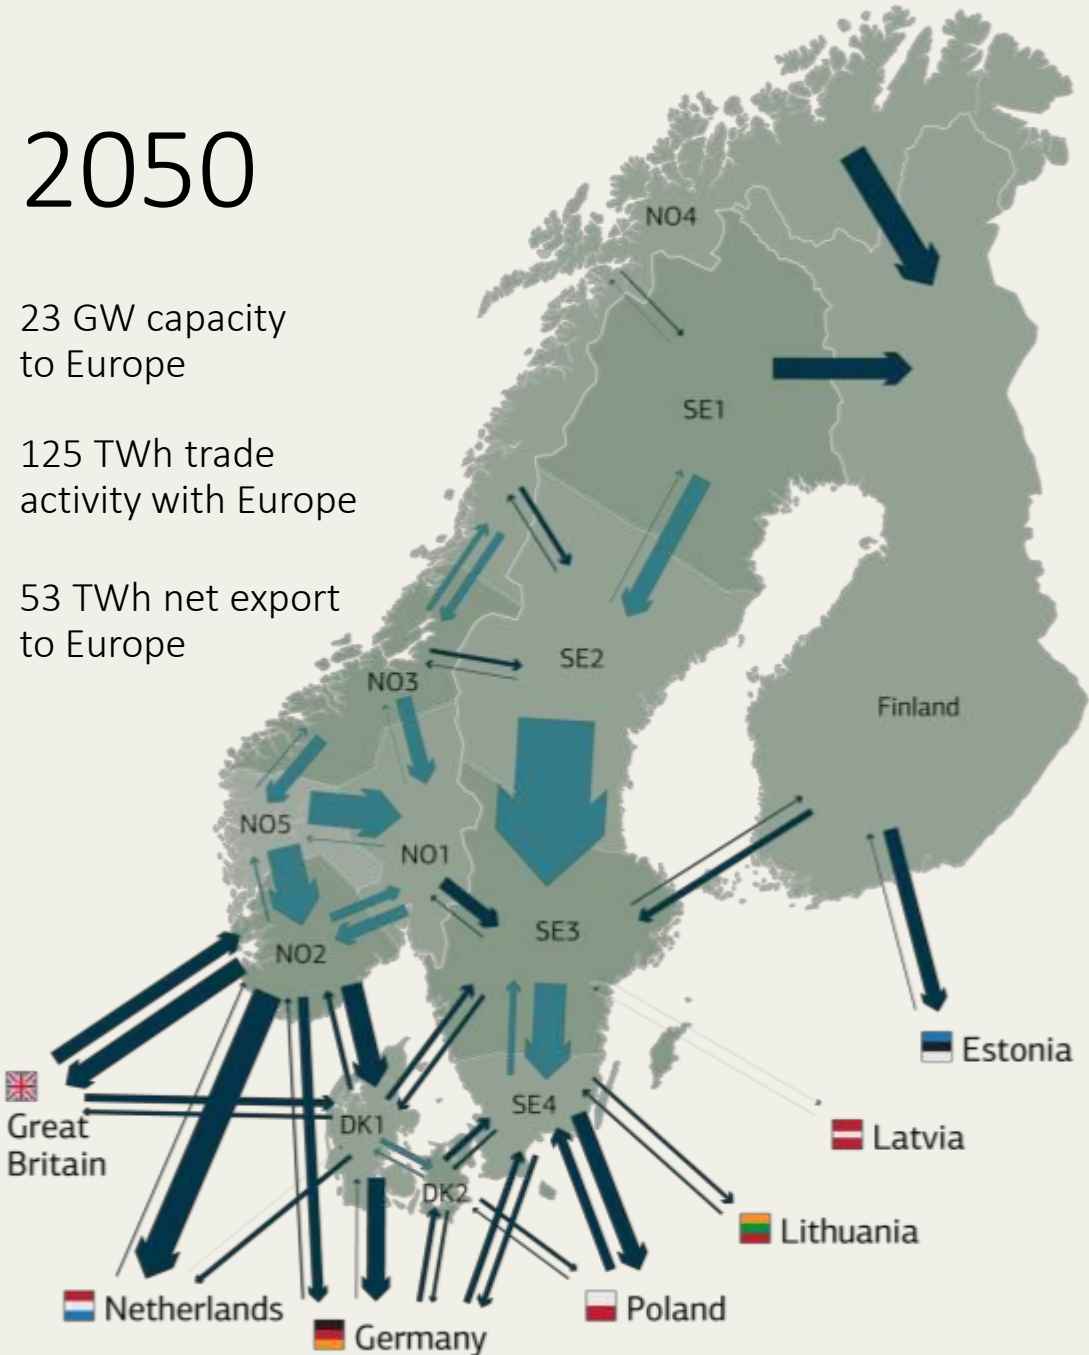 2050
23 GW capacity
to Europe
125 TWh trade
activity with Europe
53 TWh net export
to Europe
NO4
SE1
SE2
NO3
Finland
NO5
NO1
SE3
NO2
Estonia
Great
Britain
DK1
SE4
Latvia
DK2
Lithuania
Netherlands
Germany
Poland